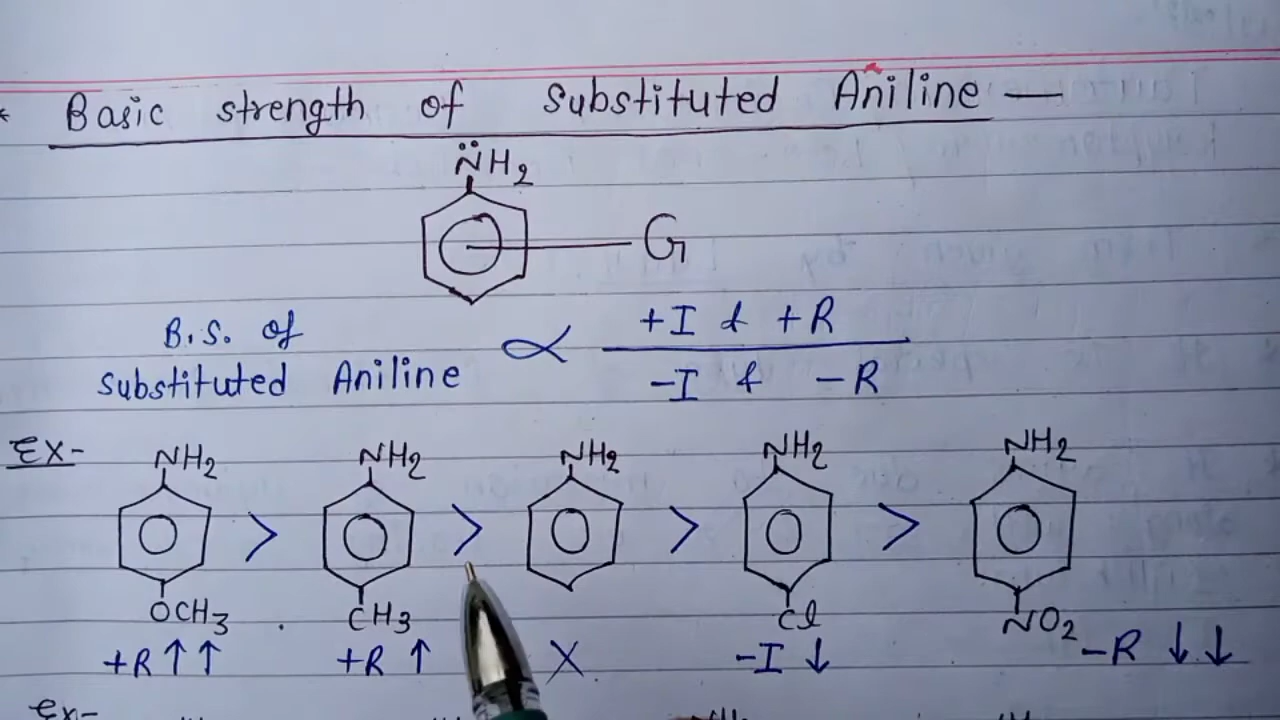 * Basic strength of substituted Aniline —
N̈H₂
G
B.S. of
substituted Aniline ∝ +I & +R / -I & -R
Ex-
NH₂ NH₂ NH₂ NH₂ NH₂
> > > >
OCH₃ CH₃ Cl NO₂
+R ↑↑ +R ↑ X -I ↓ -R ↓↓
Ex-